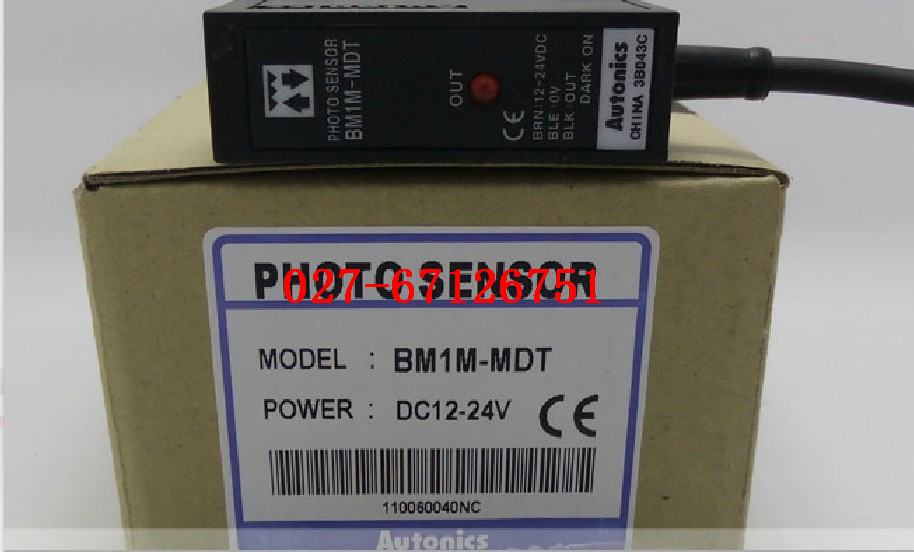 PHOTO SENSOR
BM1M-MDT
OUT
CE
BRN:12-24VDC
BLE:0V
BLK:OUT
DARK ON
Autonics
CHINA 3B043C
PHOTO SENSOR
027-67126751
MODEL : BM1M-MDT
POWER : DC12-24V CE
110060040NC
Autonics